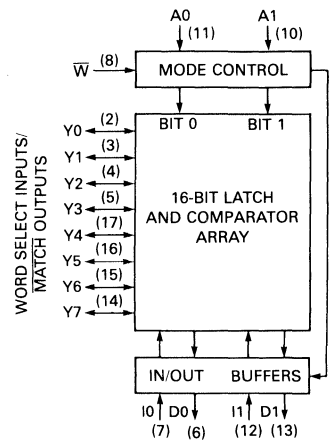 A0 A1
(11) (10)
W (8) MODE CONTROL
BIT 0 BIT 1
Y0 (2)
Y1 (3)
Y2 (4)
Y3 (5)
Y4 (17)
Y5 (16)
Y6 (15)
Y7 (14)
WORD SELECT INPUTS/
MATCH OUTPUTS
16-BIT LATCH
AND COMPARATOR
ARRAY
IN/OUT BUFFERS
I0 D0 I1 D1
(7) (6) (12) (13)